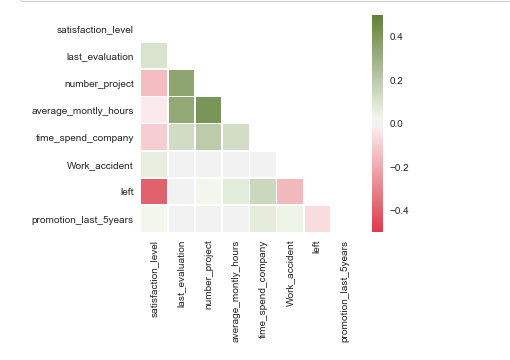 satisfaction_level
last_evaluation
number_project
average_montly_hours
time_spend_company
Work_accident
left
promotion_last_5years
satisfaction_level
last_evaluation
number_project
average_montly_hours
time_spend_company
Work_accident
left
promotion_last_5years
0.4
0.2
0.0
−0.2
−0.4